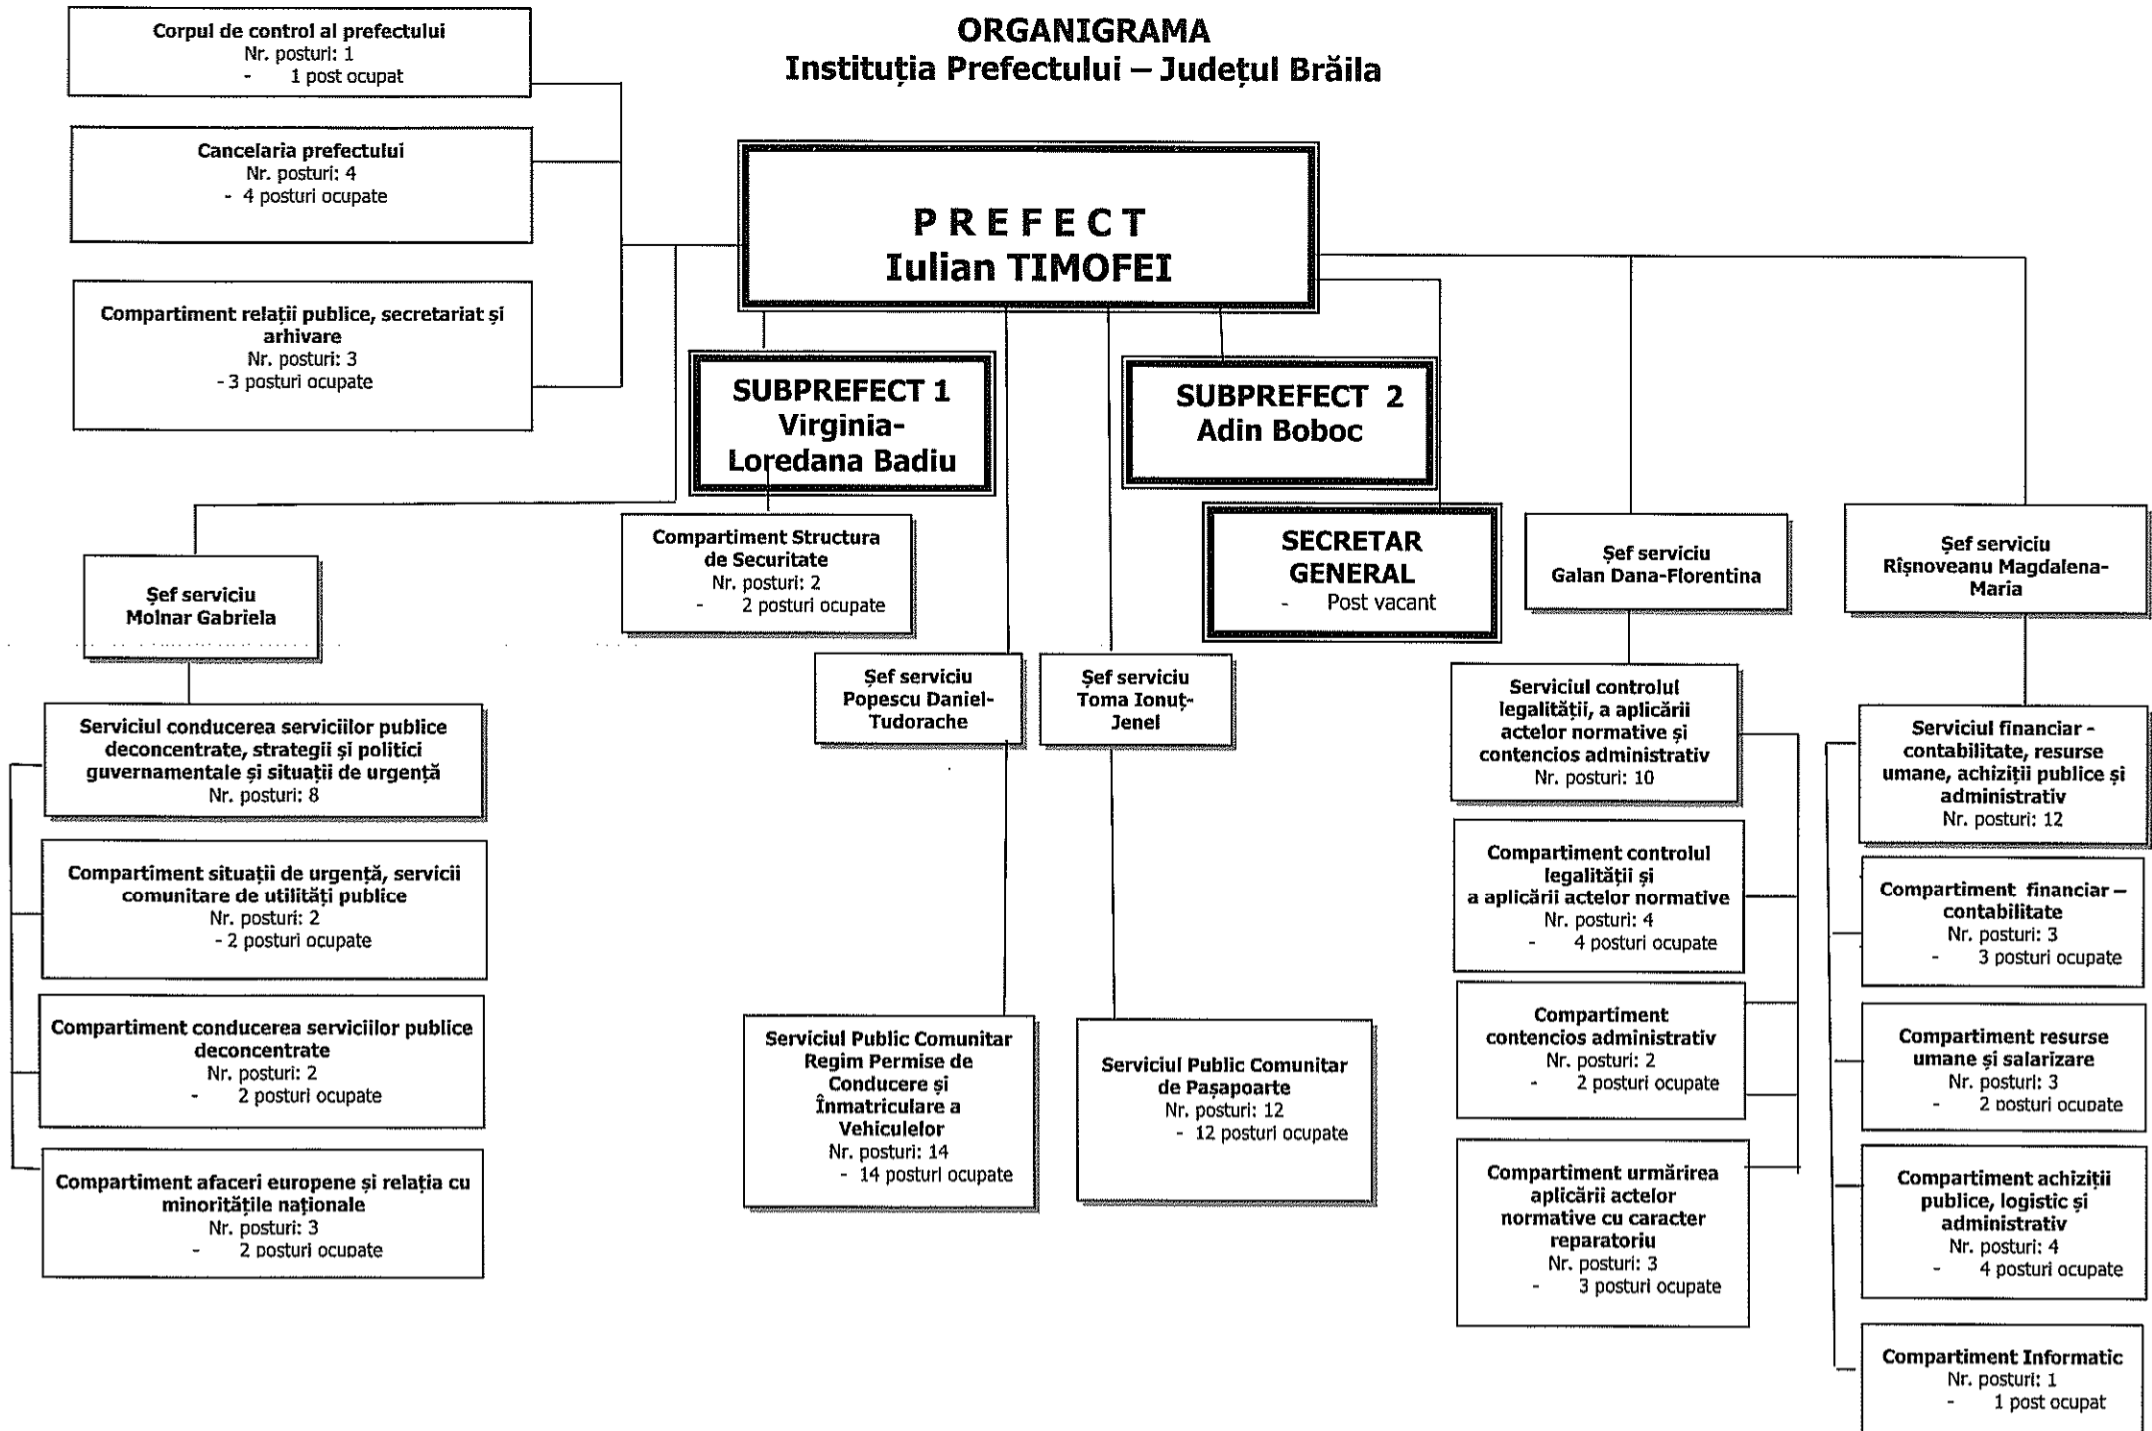 ORGANIGRAMA
Instituția Prefectului – Județul Brăila
Corpul de control al prefectului
Nr. posturi: 1
- 1 post ocupat
Cancelaria prefectului
Nr. posturi: 4
- 4 posturi ocupate
Compartiment relații publice, secretariat și
arhivare
Nr. posturi: 3
- 3 posturi ocupate
P R E F E C T
Iulian TIMOFEI
SUBPREFECT 1
Virginia-
Loredana Badiu
SUBPREFECT 2
Adin Boboc
Compartiment Structura
de Securitate
Nr. posturi: 2
- 2 posturi ocupate
SECRETAR
GENERAL
- Post vacant
Șef serviciu
Molnar Gabriela
Șef serviciu
Popescu Daniel-
Tudorache
Șef serviciu
Toma Ionuț-
Jenel
Șef serviciu
Galan Dana-Florentina
Șef serviciu
Rîșnoveanu Magdalena-
Maria
Serviciul conducerea serviciilor publice
deconcentrate, strategii și politici
guvernamentale și situații de urgență
Nr. posturi: 8
Compartiment situații de urgență, servicii
comunitare de utilități publice
Nr. posturi: 2
- 2 posturi ocupate
Compartiment conducerea serviciilor publice
deconcentrate
Nr. posturi: 2
- 2 posturi ocupate
Compartiment afaceri europene și relația cu
minoritățile naționale
Nr. posturi: 3
- 2 posturi ocupate
Serviciul Public Comunitar
Regim Permise de
Conducere și
Înmatriculare a
Vehiculelor
Nr. posturi: 14
- 14 posturi ocupate
Serviciul Public Comunitar
de Pașapoarte
Nr. posturi: 12
- 12 posturi ocupate
Serviciul controlul
legalității, a aplicării
actelor normative și
contencios administrativ
Nr. posturi: 10
Compartiment controlul
legalității și
a aplicării actelor normative
Nr. posturi: 4
- 4 posturi ocupate
Compartiment
contencios administrativ
Nr. posturi: 2
- 2 posturi ocupate
Compartiment urmărirea
aplicării actelor
normative cu caracter
reparatoriu
Nr. posturi: 3
- 3 posturi ocupate
Serviciul financiar -
contabilitate, resurse
umane, achiziții publice și
administrativ
Nr. posturi: 12
Compartiment financiar –
contabilitate
Nr. posturi: 3
- 3 posturi ocupate
Compartiment resurse
umane și salarizare
Nr. posturi: 3
- 2 posturi ocupate
Compartiment achiziții
publice, logistic și
administrativ
Nr. posturi: 4
- 4 posturi ocupate
Compartiment Informatic
Nr. posturi: 1
- 1 post ocupat